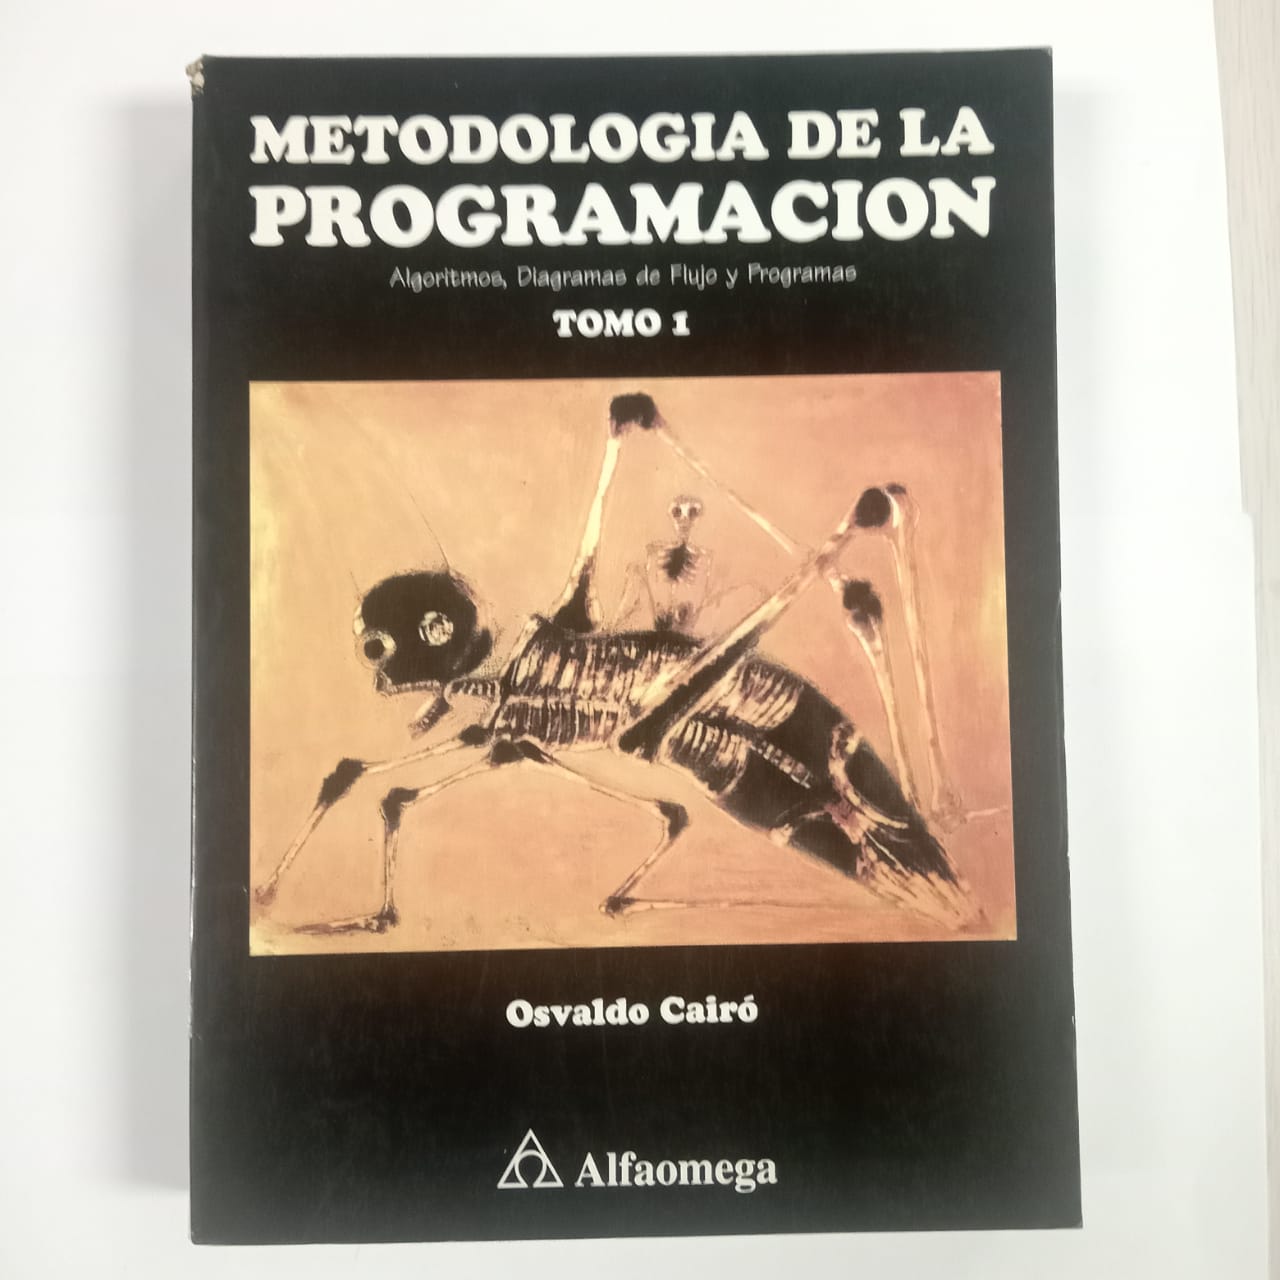 METODOLOGIA DE LA
PROGRAMACION
Algoritmos, Diagramas de Flujo y Programas
TOMO 1
Osvaldo Cairó
Alfaomega